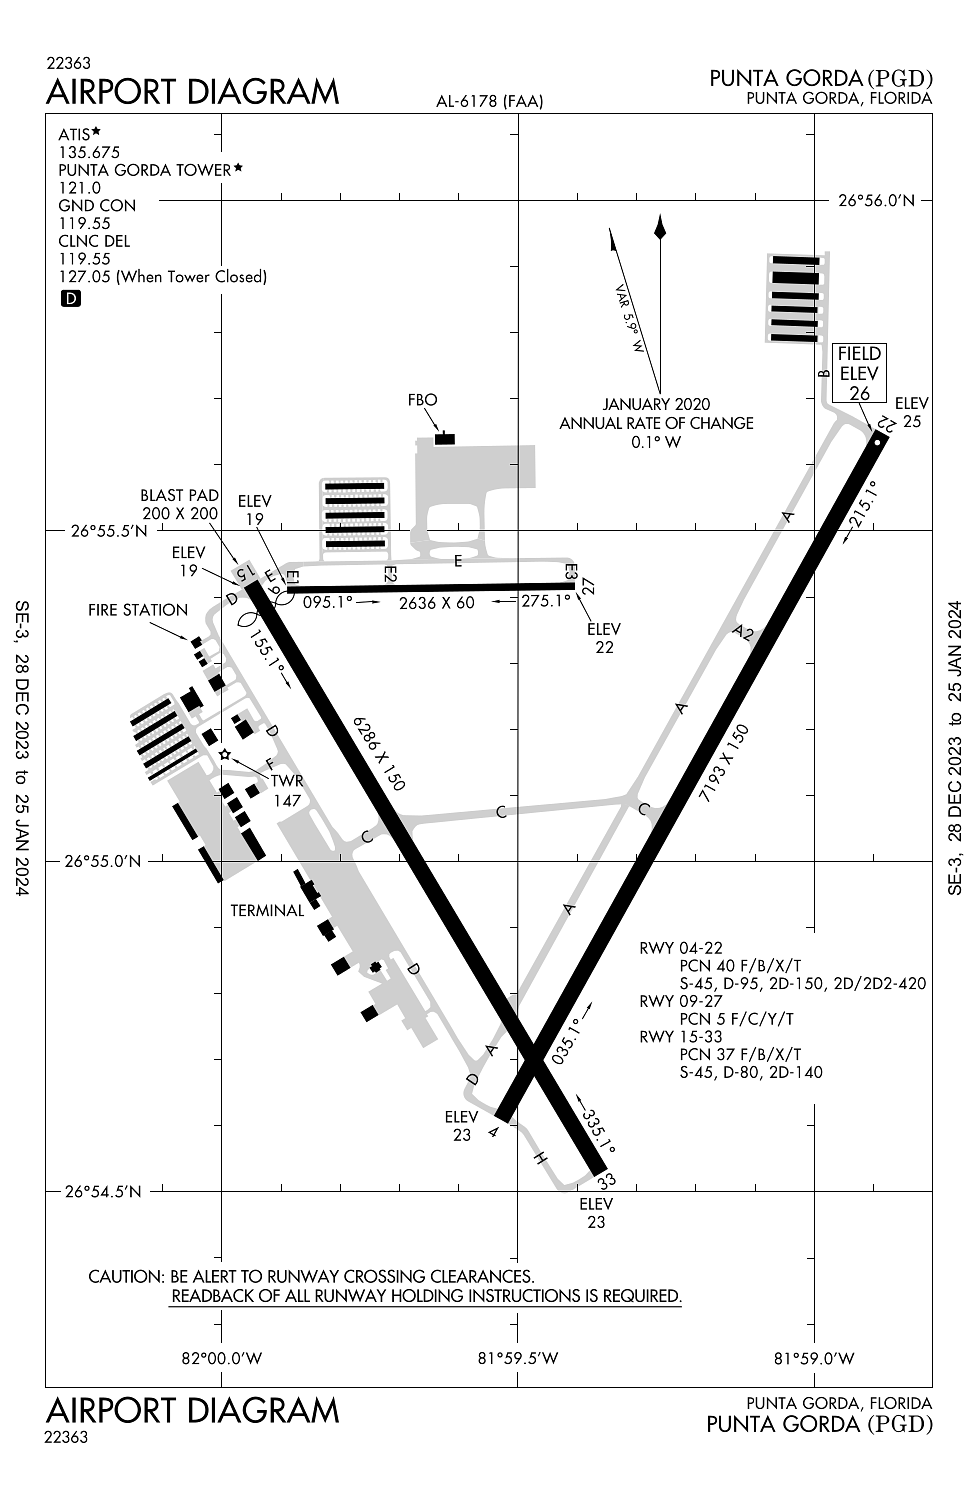 22363
AIRPORT DIAGRAM
AL-6178 (FAA)
PUNTA GORDA (PGD)
PUNTA GORDA, FLORIDA
ATIS★
135.675
PUNTA GORDA TOWER★
121.0
GND CON
119.55
CLNC DEL
119.55
127.05 (When Tower Closed)
D
26°56.0'N
VAR 5.9° W
JANUARY 2020
ANNUAL RATE OF CHANGE
0.1° W
B
FIELD
ELEV
26
ELEV
25
22
215.1°
A
FBO
BLAST PAD
200 X 200
ELEV
19
26°55.5'N
ELEV
19
15
E
9
E1
E2
E
E3
27
D
095.1°
2636 X 60
275.1°
ELEV
22
FIRE STATION
155.1°
A2
A
D
F
TWR
147
6286 X 150
7193 X 150
C
C
C
26°55.0'N
TERMINAL
A
D
RWY 04-22
PCN 40 F/B/X/T
S-45, D-95, 2D-150, 2D/2D2-420
RWY 09-27
PCN 5 F/C/Y/T
RWY 15-33
PCN 37 F/B/X/T
S-45, D-80, 2D-140
035.1°
A
D
ELEV
23
4
335.1°
H
33
26°54.5'N
ELEV
23
CAUTION: BE ALERT TO RUNWAY CROSSING CLEARANCES.
READBACK OF ALL RUNWAY HOLDING INSTRUCTIONS IS REQUIRED.
82°00.0'W
81°59.5'W
81°59.0'W
SE-3, 28 DEC 2023 to 25 JAN 2024
SE-3, 28 DEC 2023 to 25 JAN 2024
AIRPORT DIAGRAM
22363
PUNTA GORDA, FLORIDA
PUNTA GORDA (PGD)